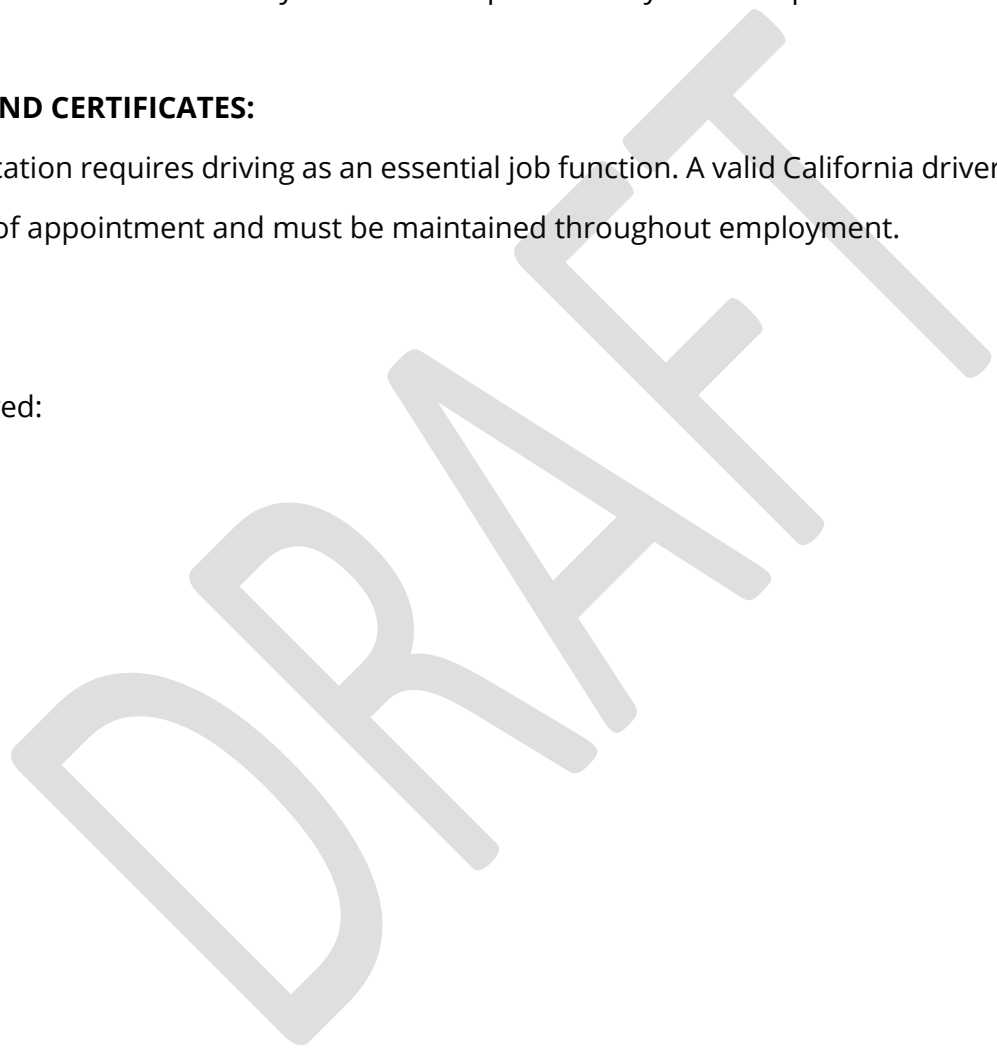 ND CERTIFICATES:
cation requires driving as an essential job function. A valid California driver
of appointment and must be maintained throughout employment.
ed:
DRAFT